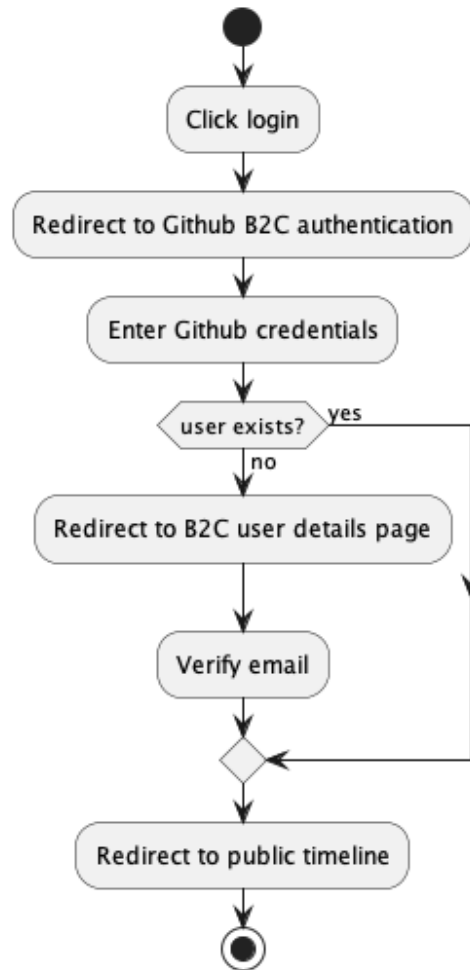 Click login
Redirect to Github B2C authentication
Enter Github credentials
user exists?
yes
no
Redirect to B2C user details page
Verify email
Redirect to public timeline